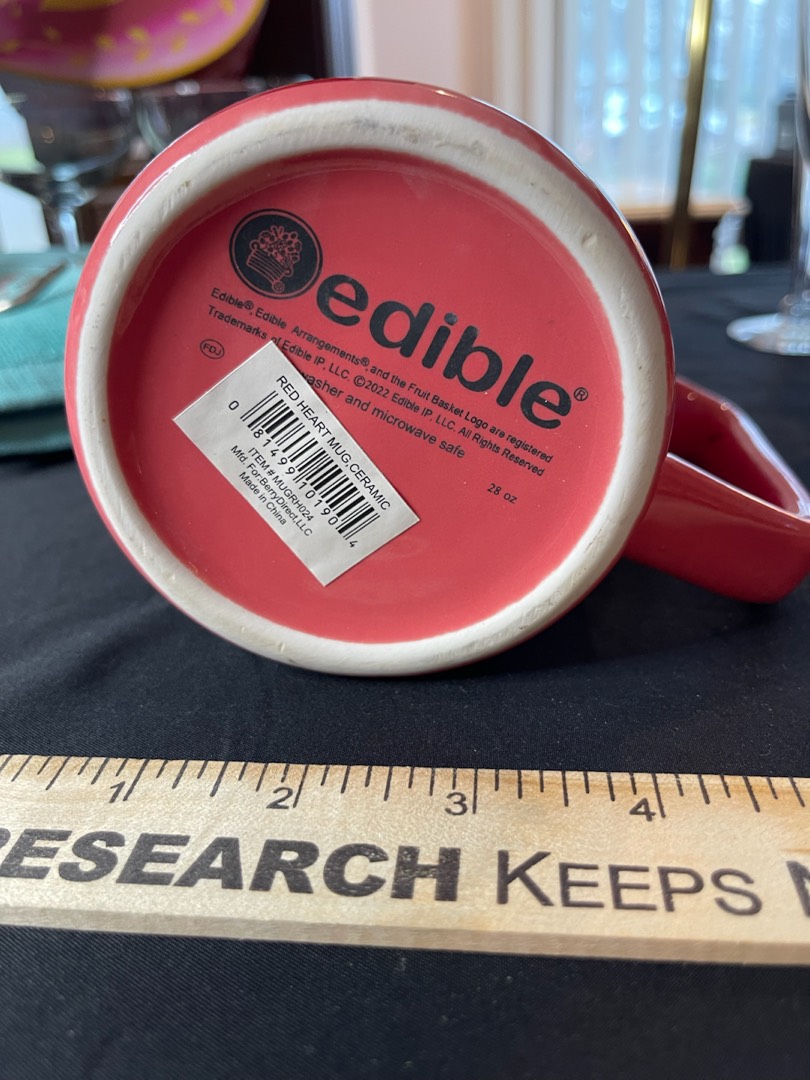 edible®
Edible®, Edible Arrangements®, and the Fruit Basket Logo are registered
Trademarks of Edible IP, LLC. ©2022 Edible IP, LLC. All Rights Reserved
FDJ
washer and microwave safe
28 oz
RED HEART MUG,CERAMIC
0 81499 10190 4
ITEM # MUGRH024
Mfd. For:BerryDirect,LLC
Made in China
1 2 3 4
RESEARCH KEEPS